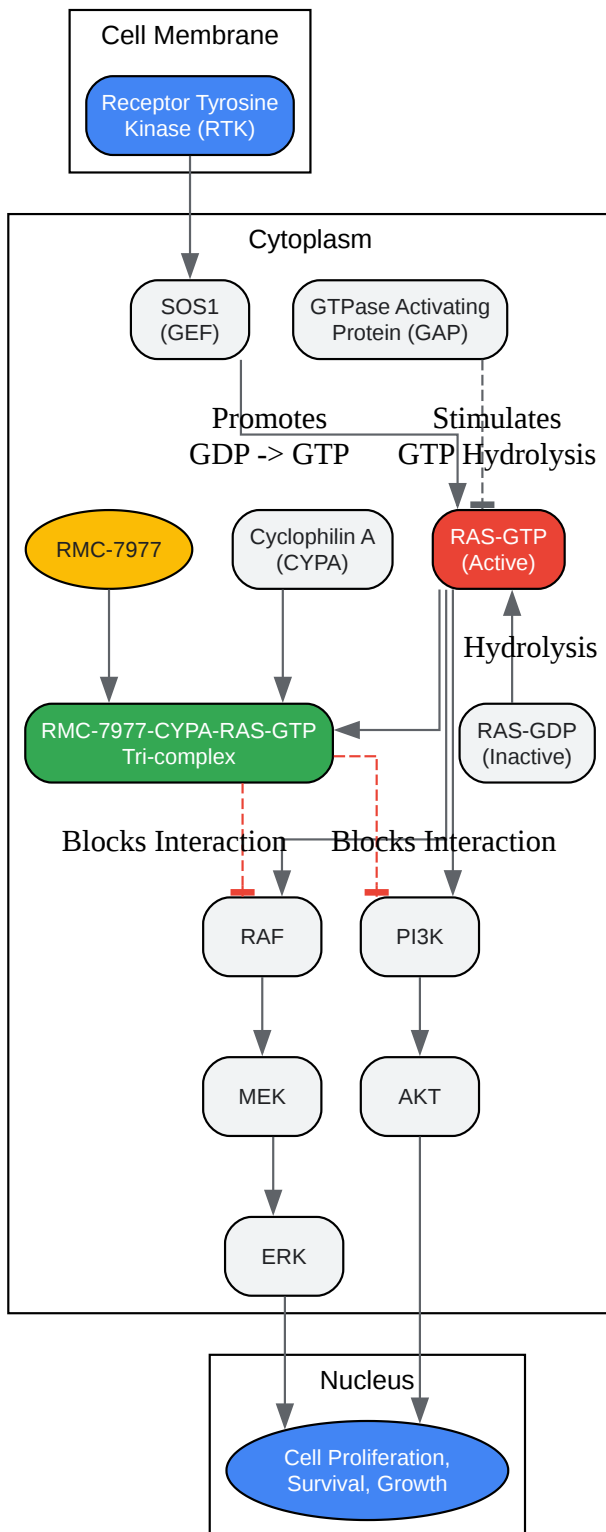 Cell Membrane
Receptor Tyrosine
Kinase (RTK)
Cytoplasm
SOS1
(GEF)
GTPase Activating
Protein (GAP)
Promotes
GDP -> GTP
Stimulates
GTP Hydrolysis
RMC-7977
Cyclophilin A
(CYPA)
RAS-GTP
(Active)
Hydrolysis
RMC-7977-CYPA-RAS-GTP
Tri-complex
RAS-GDP
(Inactive)
Blocks Interaction
Blocks Interaction
RAF
PI3K
MEK
AKT
ERK
Nucleus
Cell Proliferation,
Survival, Growth